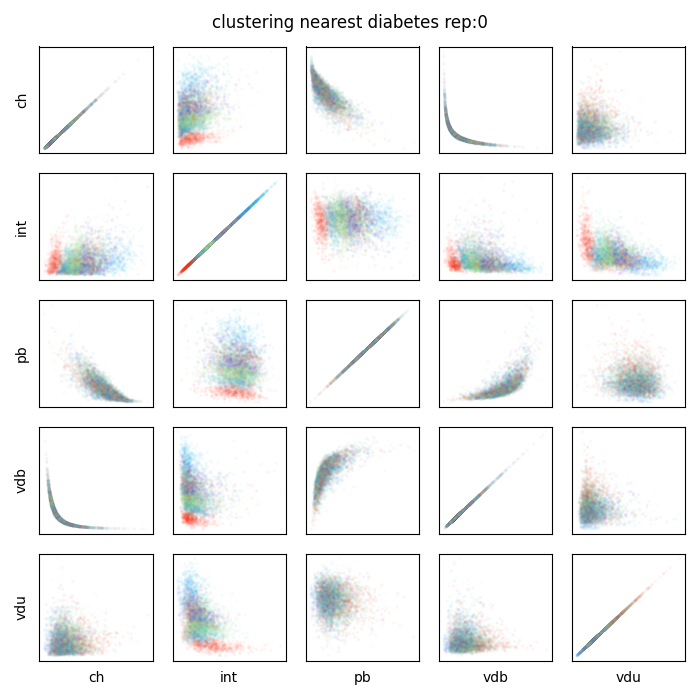 clustering nearest diabetes rep:0
ch
int
pb
vdb
vdu
ch int pb vdb vdu